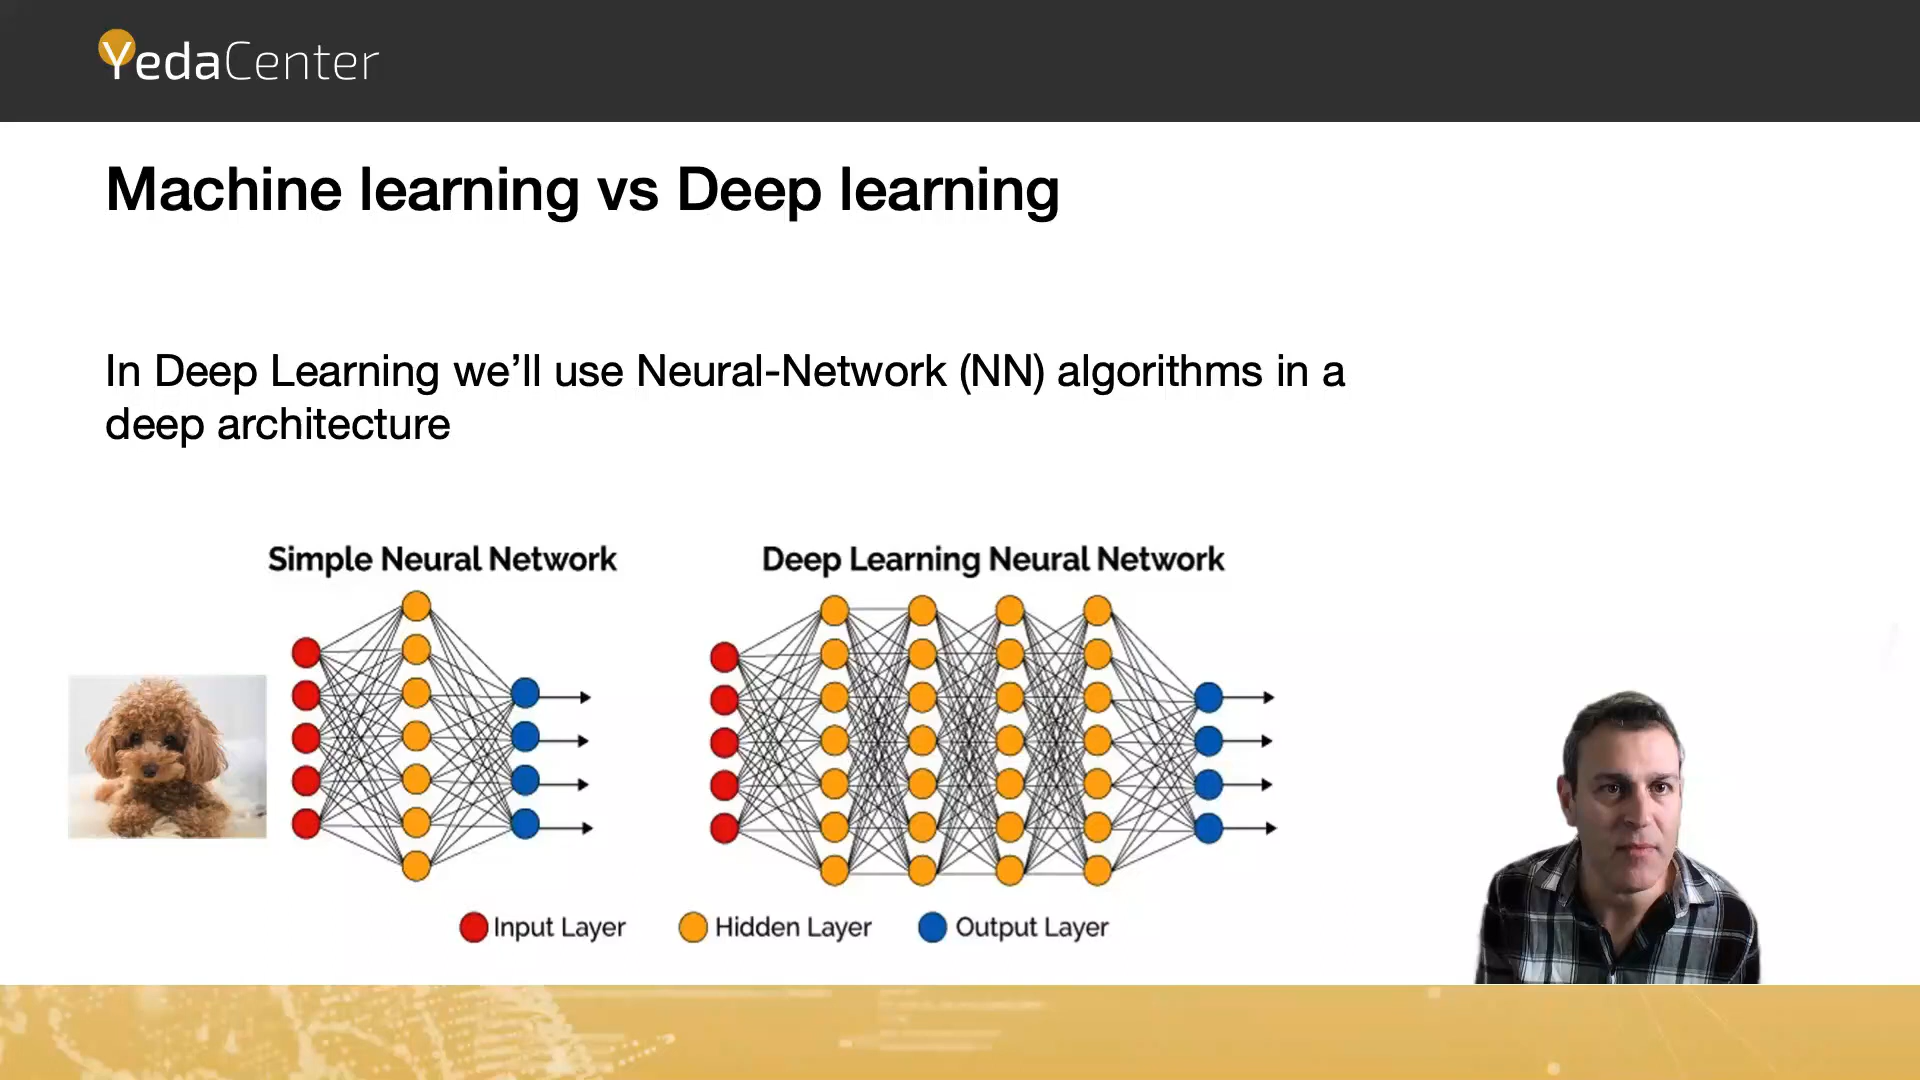 YedaCenter
Machine learning vs Deep learning
In Deep Learning we’ll use Neural-Network (NN) algorithms in a
deep architecture
Simple Neural Network
Deep Learning Neural Network
Input Layer
Hidden Layer
Output Layer